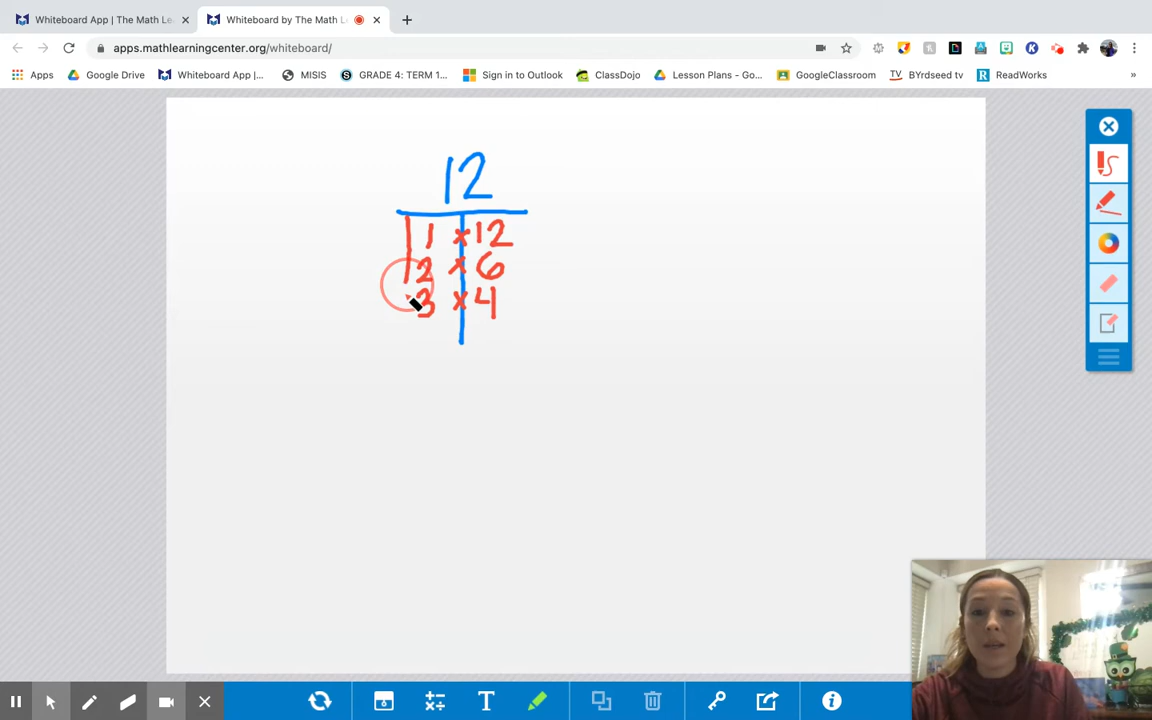 Whiteboard App | The Math Le
Whiteboard by The Math L
apps.mathlearningcenter.org/whiteboard/
Apps
Google Drive
Whiteboard App |...
MISIS
GRADE 4: TERM 1...
Sign in to Outlook
ClassDojo
Lesson Plans - Go...
GoogleClassroom
TV BYrdseed tv
R ReadWorks
»
12
1 × 12
2 × 6
3 × 4
T